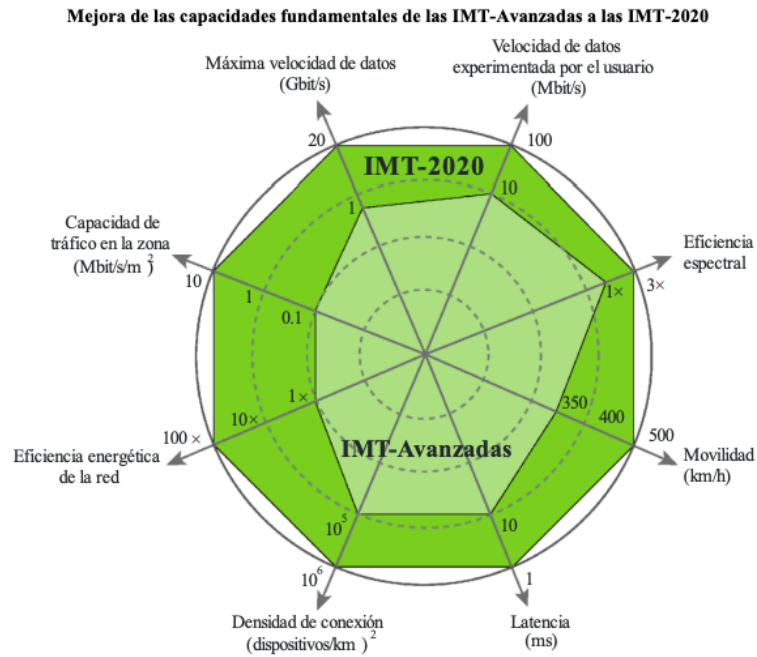 Mejora de las capacidades fundamentales de las IMT-Avanzadas a las IMT-2020
Máxima velocidad de datos
(Gbit/s)
Velocidad de datos
experimentada por el usuario
(Mbit/s)
20
100
IMT-2020
1
10
Capacidad de
tráfico en la zona
(Mbit/s/m²)
Eficiencia
espectral
10
1
0.1
1×
3×
1×
10×
100 ×
350
400
500
Eficiencia energética
de la red
IMT-Avanzadas
Movilidad
(km/h)
10⁵
10
10⁶
1
Densidad de conexión
(dispositivos/km )²
Latencia
(ms)